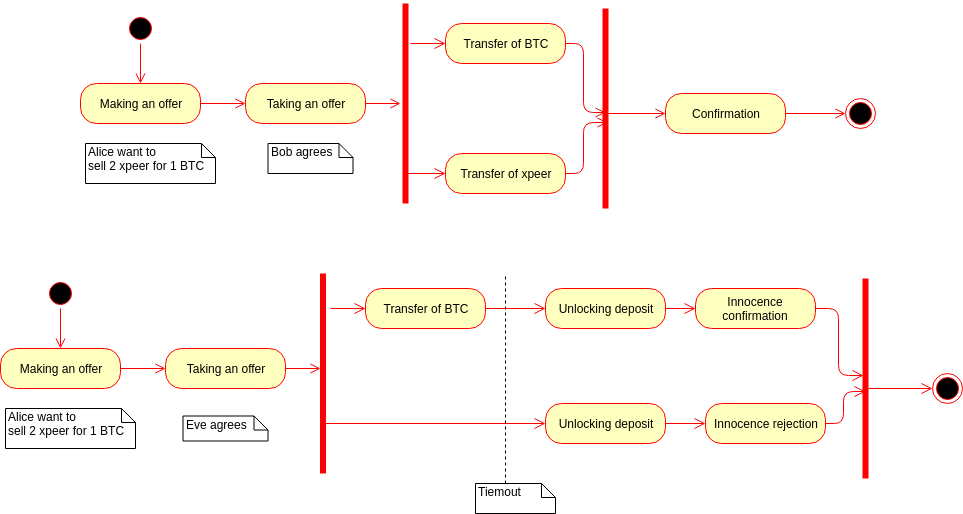 Transfer of BTC
Making an offer
Taking an offer
Confirmation
Alice want to
sell 2 xpeer for 1 BTC
Bob agrees
Transfer of xpeer
Transfer of BTC
Unlocking deposit
Innocence
confirmation
Making an offer
Taking an offer
Alice want to
sell 2 xpeer for 1 BTC
Eve agrees
Unlocking deposit
Innocence rejection
Tiemout